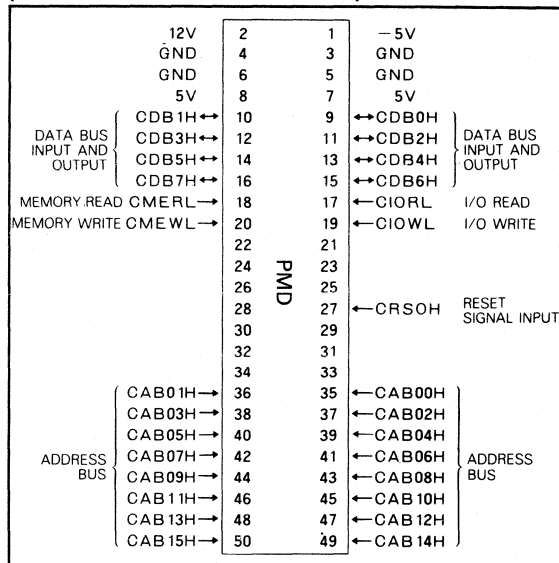 12V 2 1 −5V
GND 4 3 GND
GND 6 5 GND
5V 8 7 5V
CDB1H↔ 10 9 ↔CDB0H
DATA BUS INPUT AND OUTPUT CDB3H↔ 12 11 ↔CDB2H DATA BUS INPUT AND OUTPUT
CDB5H↔ 14 13 ↔CDB4H
CDB7H↔ 16 15 ↔CDB6H
MEMORY.READ CMERL→ 18 17 ←CIORL I/O READ
MEMORY WRITE CMEWL→ 20 19 ←CIOWL I/O WRITE
22 21
24 23
PMD
26 25
28 27 ←CRSOH RESET SIGNAL INPUT
30 29
32 31
34 33
CAB01H→ 36 35 ←CAB00H
CAB03H→ 38 37 ←CAB02H
CAB05H→ 40 39 ←CAB04H
ADDRESS BUS CAB07H→ 42 41 ←CAB06H ADDRESS BUS
CAB09H→ 44 43 ←CAB08H
CAB11H→ 46 45 ←CAB10H
CAB13H→ 48 47 ←CAB12H
CAB15H→ 50 49 ←CAB14H